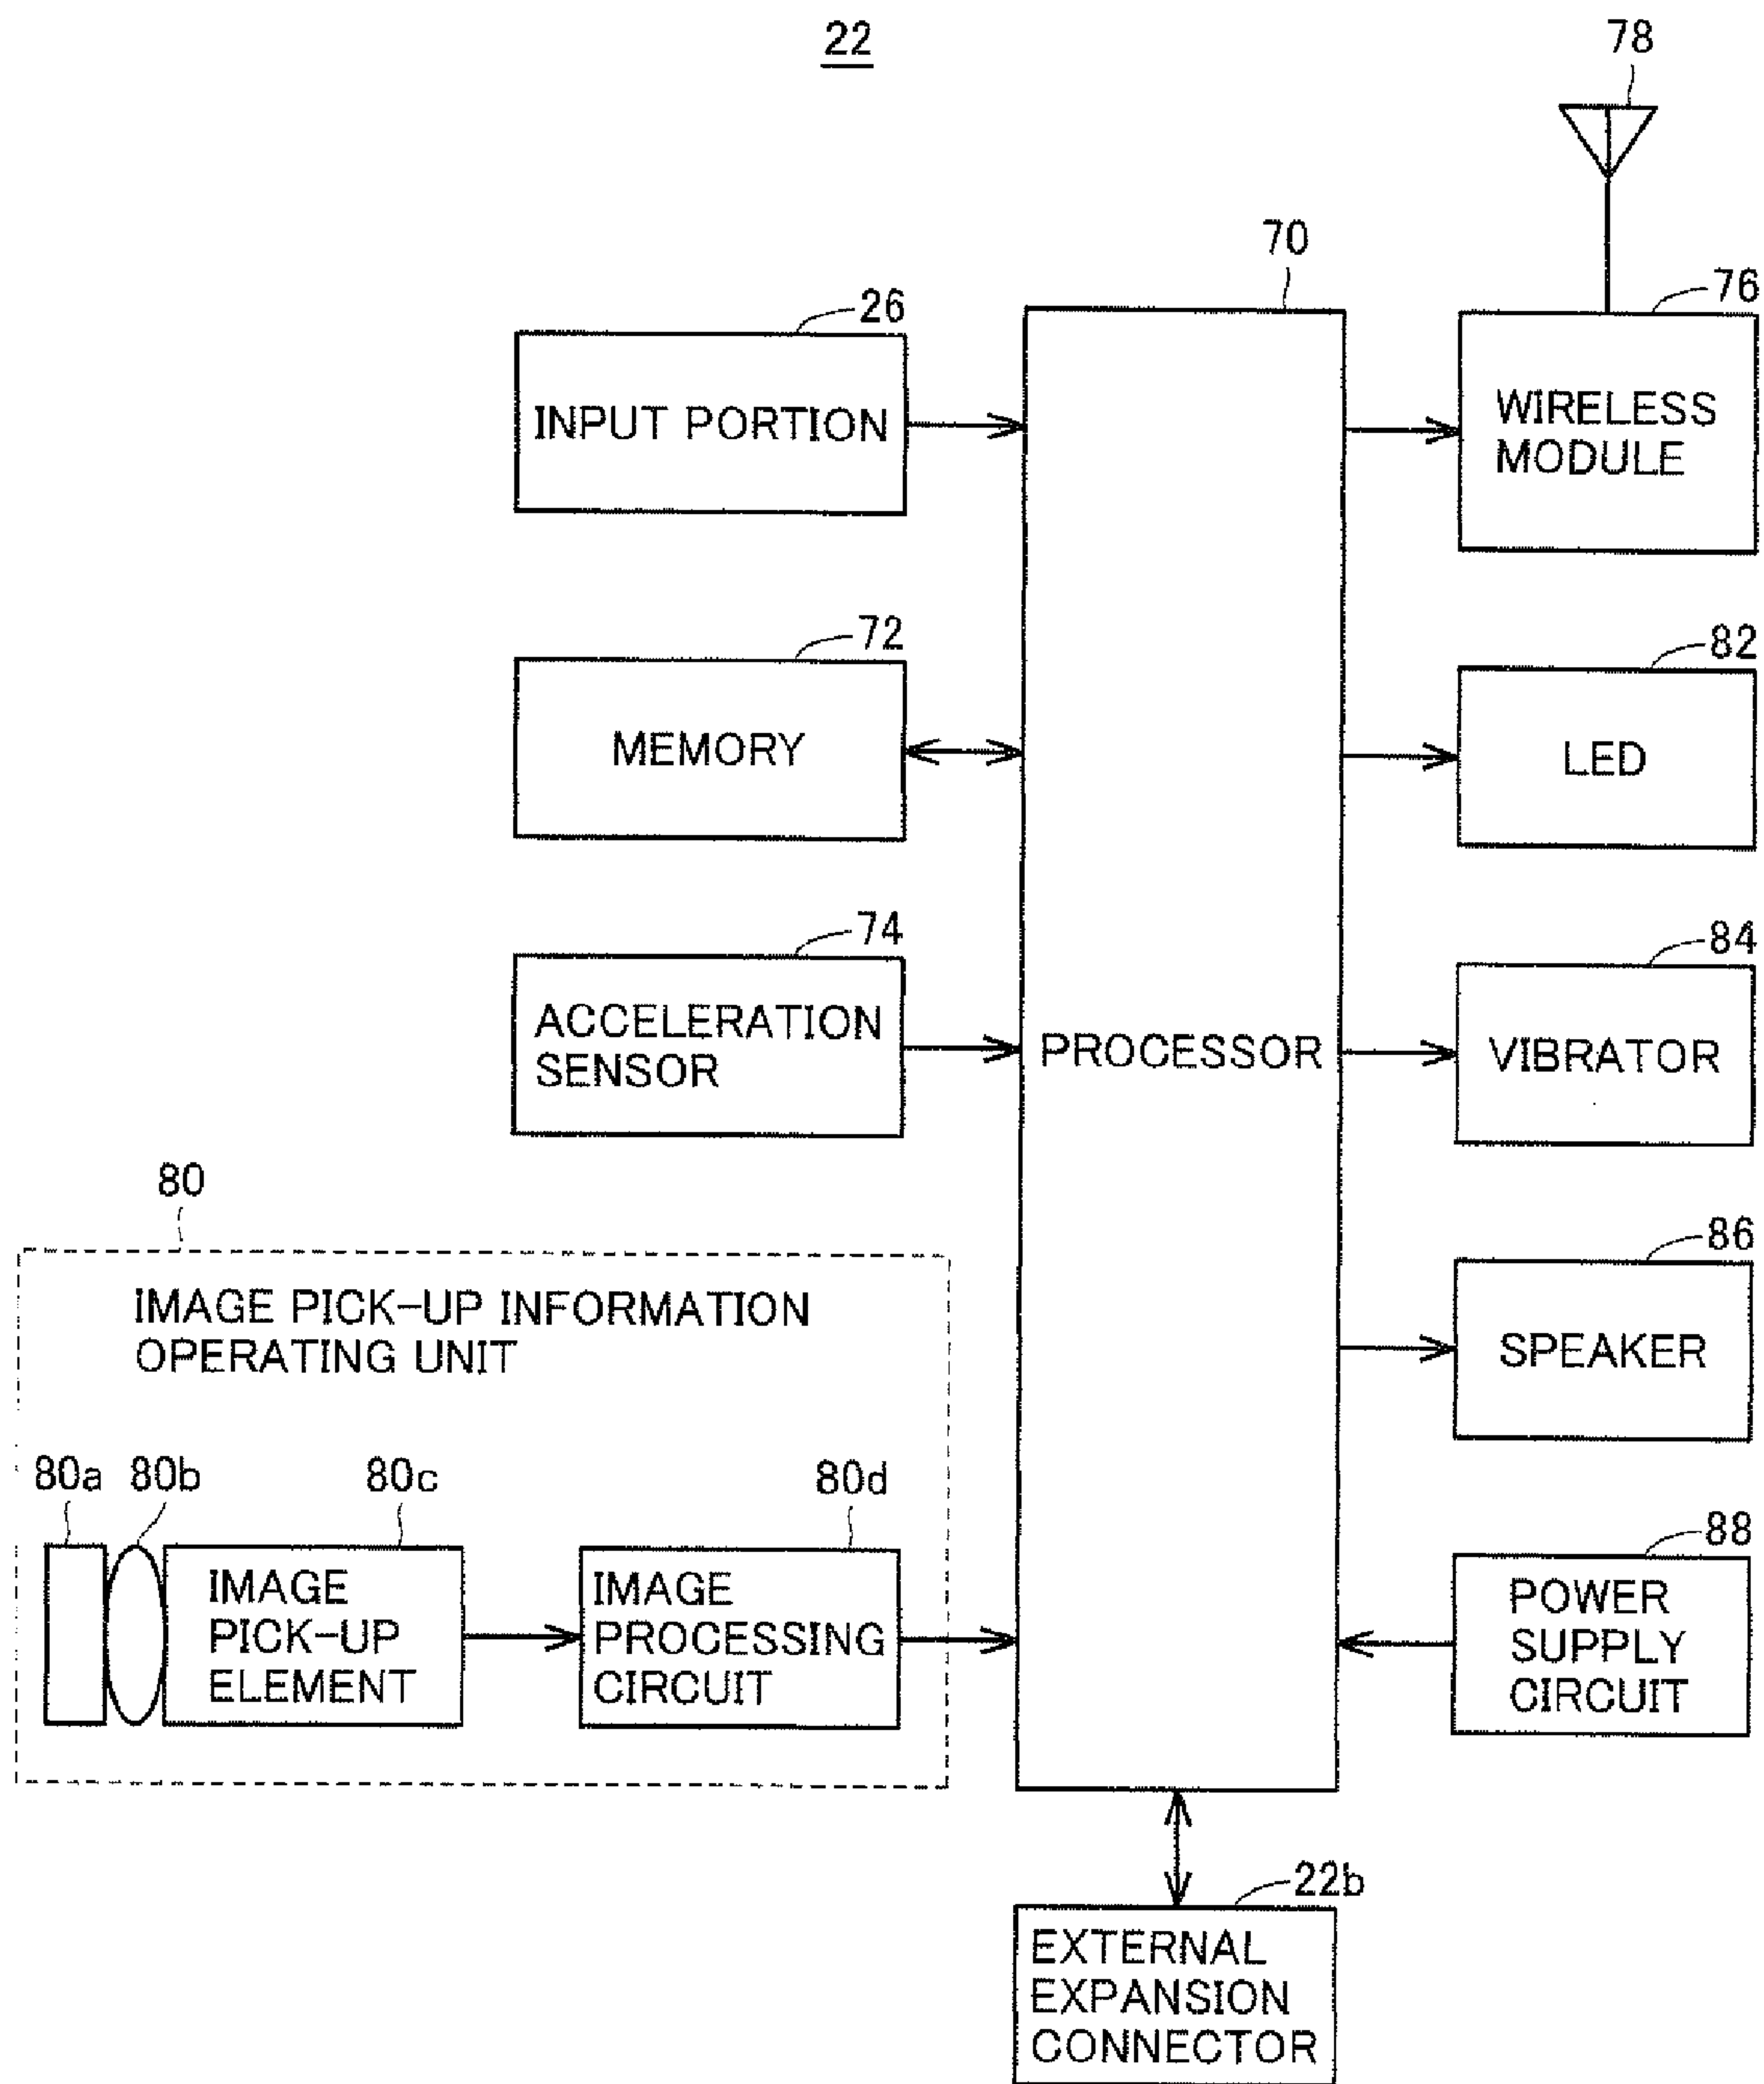 22
78
70
26
76
INPUT PORTION
WIRELESS
MODULE
72
82
MEMORY
LED
74
84
ACCELERATION
SENSOR
PROCESSOR
VIBRATOR
80
86
IMAGE PICK-UP INFORMATION
OPERATING UNIT
SPEAKER
80a
80b
80c
80d
88
IMAGE
PICK-UP
ELEMENT
IMAGE
PROCESSING
CIRCUIT
POWER
SUPPLY
CIRCUIT
22b
EXTERNAL
EXPANSION
CONNECTOR